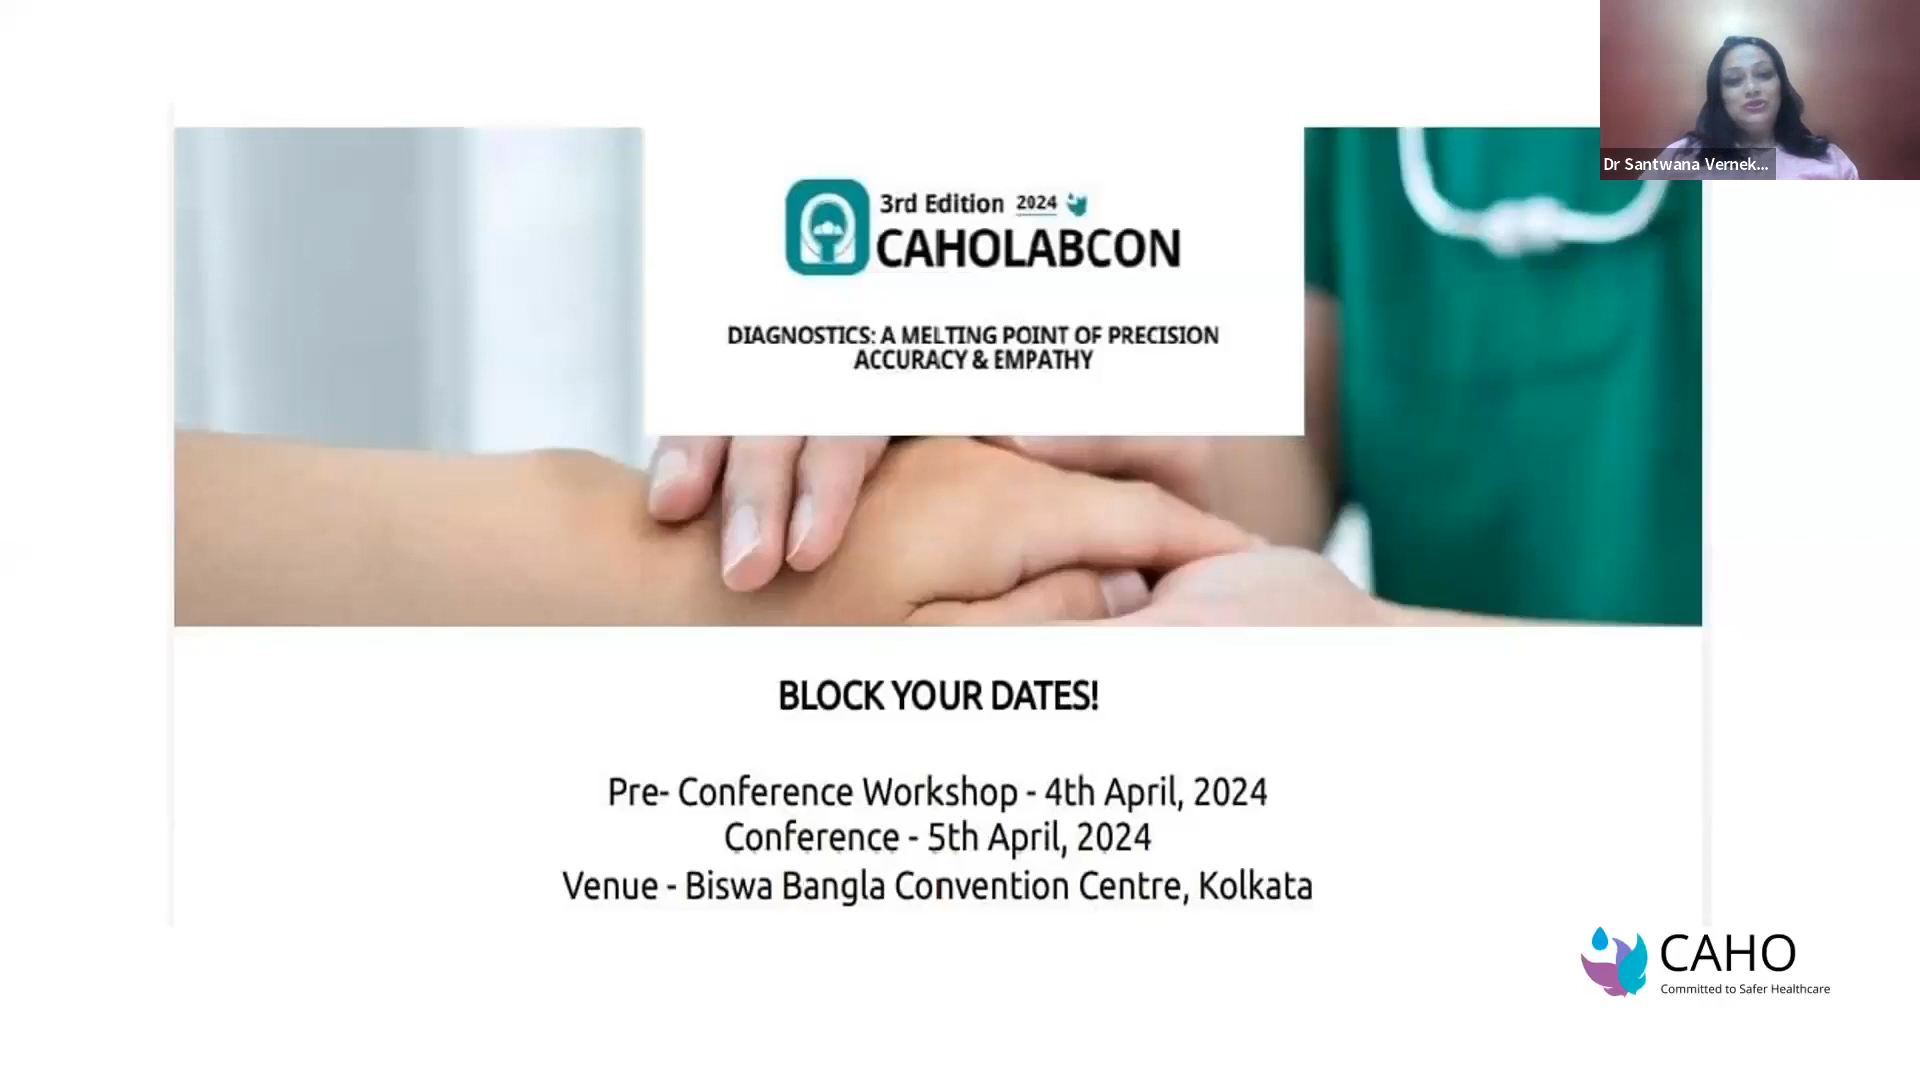 Dr Santwana Vernek...
3rd Edition 2024
CAHOLABCON
DIAGNOSTICS: A MELTING POINT OF PRECISION
ACCURACY & EMPATHY
BLOCK YOUR DATES!
Pre- Conference Workshop - 4th April, 2024
Conference - 5th April, 2024
Venue - Biswa Bangla Convention Centre, Kolkata
CAHO
Committed to Safer Healthcare